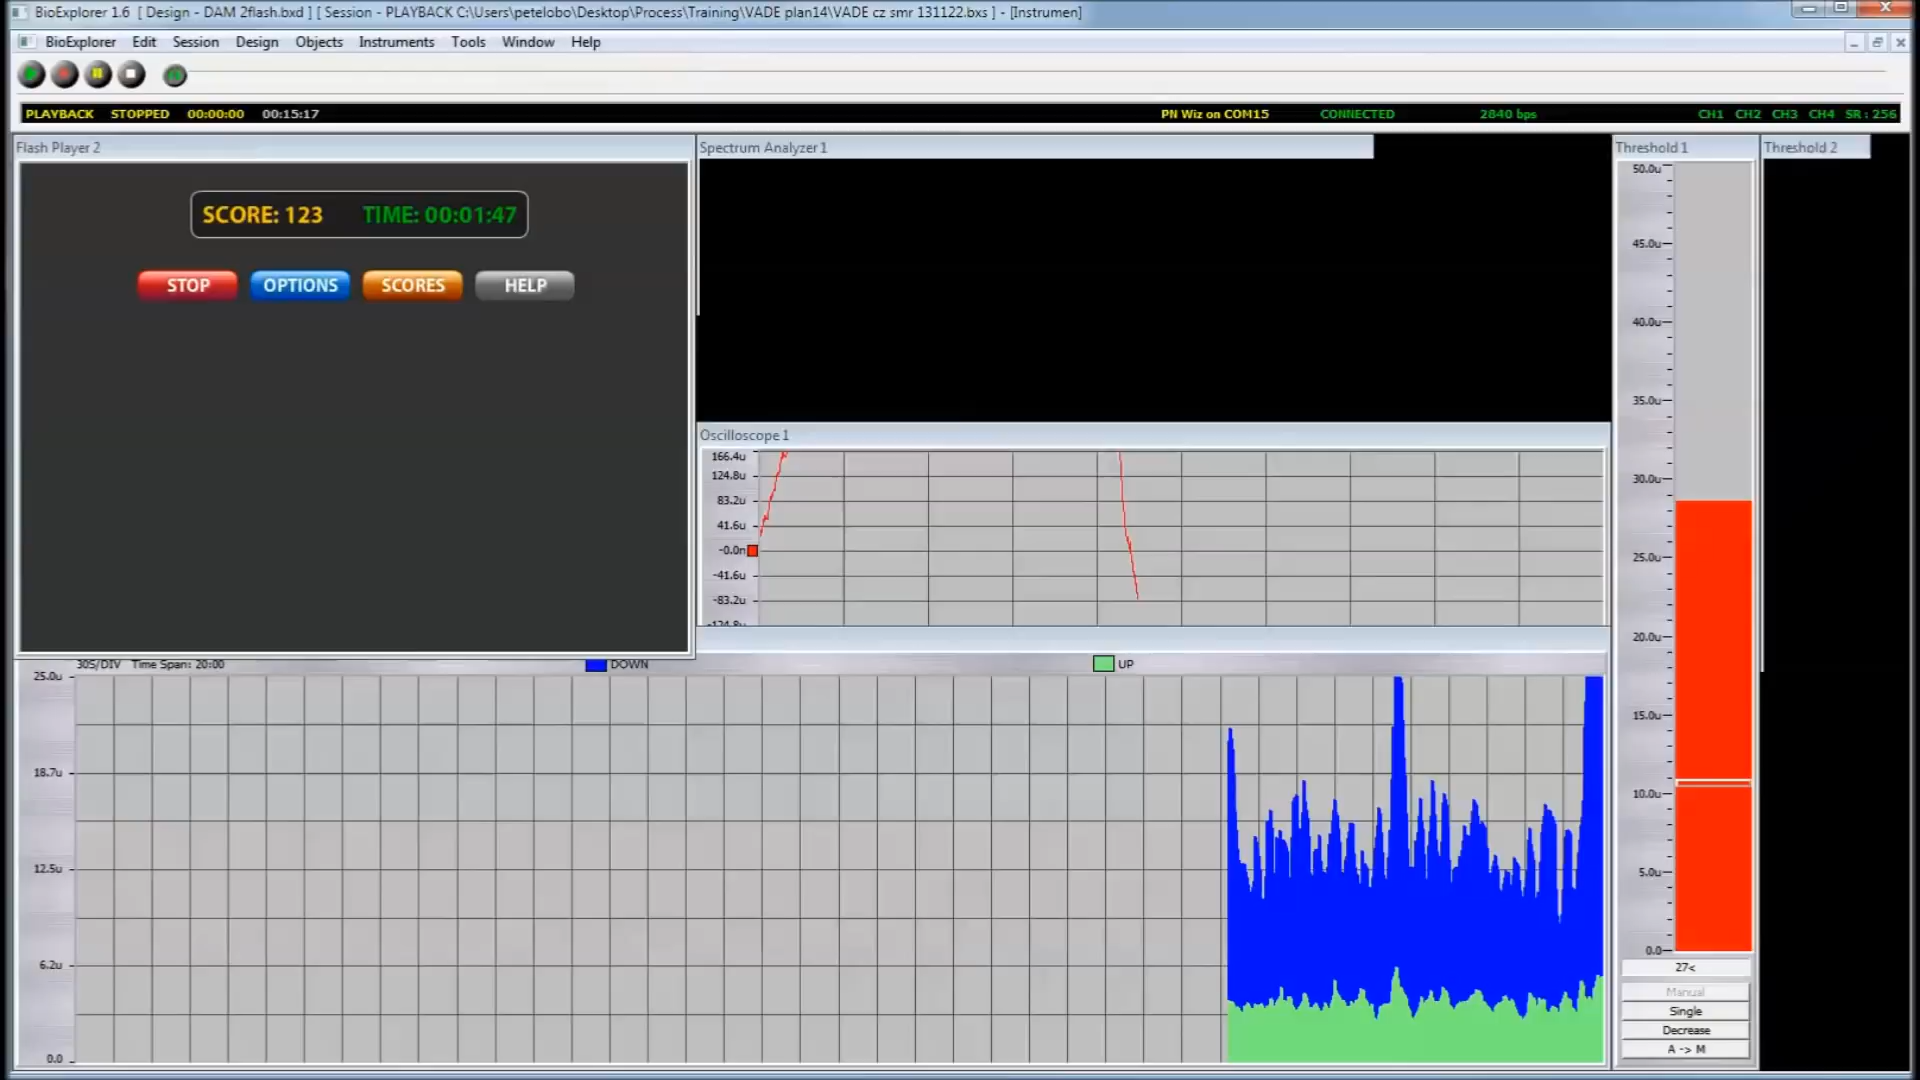 BioExplorer 1.6 [ Design - DAM 2flash.bxd ] [ Session - PLAYBACK C:\Users\petelobo\Desktop\Process\Training\VADE plan14\VADE cz smr 131122.bxs ] - [Instrumen]
BioExplorer Edit Session Design Objects Instruments Tools Window Help
PLAYBACK STOPPED 00:00:00 00:15:17 PN Wiz on COM15 CONNECTED 2840 bps CH1 CH2 CH3 CH4 SR : 256
Flash Player 2
SCORE: 123 TIME: 00:01:47
STOP OPTIONS SCORES HELP
Spectrum Analyzer 1
Oscilloscope 1
166.4u
124.8u
83.2u
41.6u
-0.0n
-41.6u
-83.2u
-124.8u
30S/DIV Time Span: 20:00 DOWN UP
25.0u
18.7u
12.5u
6.2u
0.0
Threshold 1
50.0u
45.0u
40.0u
35.0u
30.0u
25.0u
20.0u
15.0u
10.0u
5.0u
0.0
27<
Manual
Single
Decrease
A -> M
Threshold 2